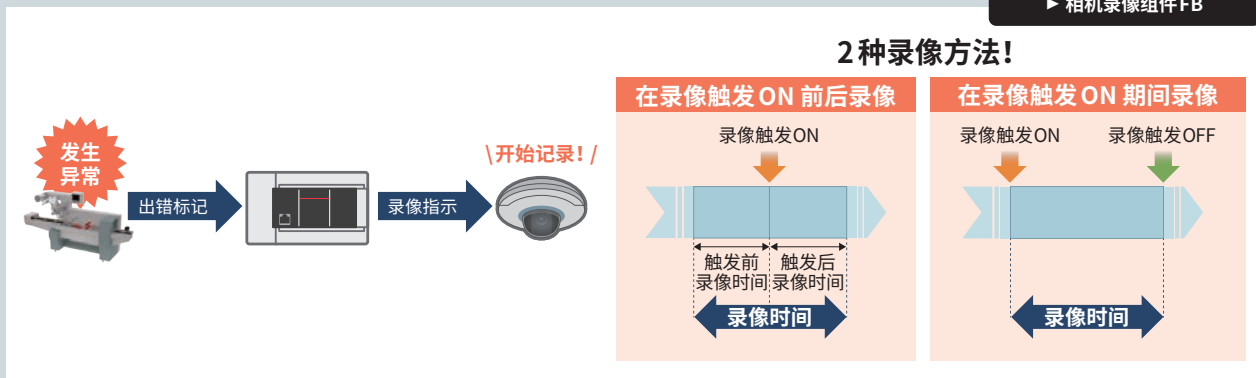 ▶ 相机录像组件FB
2种录像方法！
发生
异常
出错标记
录像指示
\开始记录！/
在录像触发ON 前后录像
录像触发ON
触发前
录像时间
触发后
录像时间
录像时间
在录像触发ON 期间录像
录像触发ON
录像触发OFF
录像时间